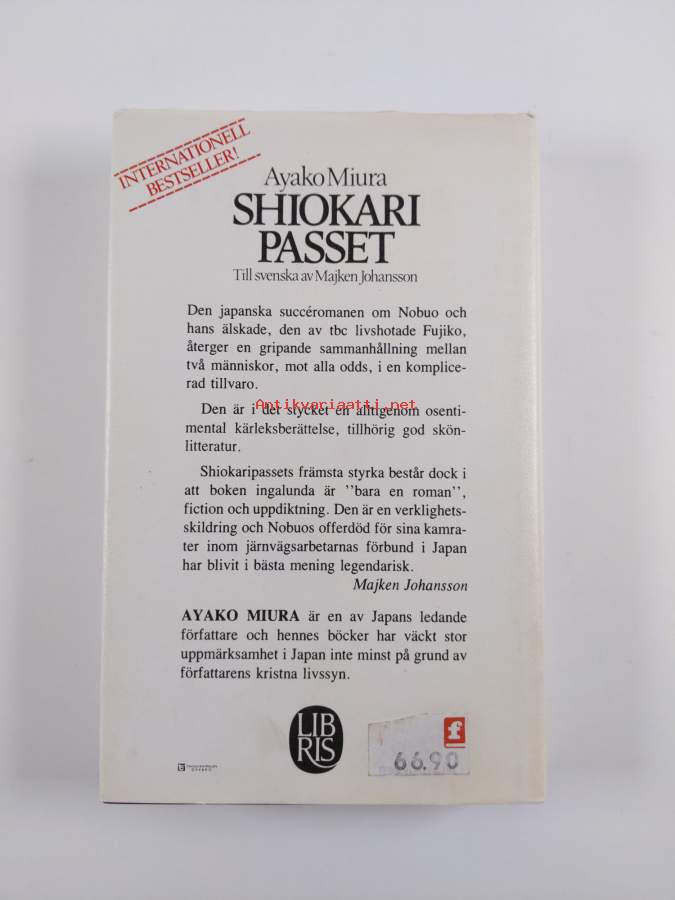 INTERNATIONELL
BESTSELLER!
Ayako Miura
SHIOKARI
PASSET
Till svenska av Majken Johansson
Den japanska succéromanen om Nobuo och
hans älskade, den av tbc livshotade Fujiko,
återger en gripande sammanhållning mellan
två människor, mot alla odds, i en komplice-
rad tillvaro.
Antikvariaatti.net
Den är i det stycket en alltigenom osenti-
mental kärleksberättelse, tillhörig god skön-
litteratur.
Shiokaripassets främsta styrka består dock i
att boken ingalunda är ''bara en roman'',
fiction och uppdiktning. Den är en verklighets-
skildring och Nobuos offerdöd för sina kamra-
ter inom järnvägsarbetarnas förbund i Japan
har blivit i bästa mening legendarisk.
Majken Johansson
AYAKO MIURA är en av Japans ledande
författare och hennes böcker har väckt stor
uppmärksamhet i Japan inte minst på grund av
författarens kristna livssyn.
LIB
RIS
f
66.90